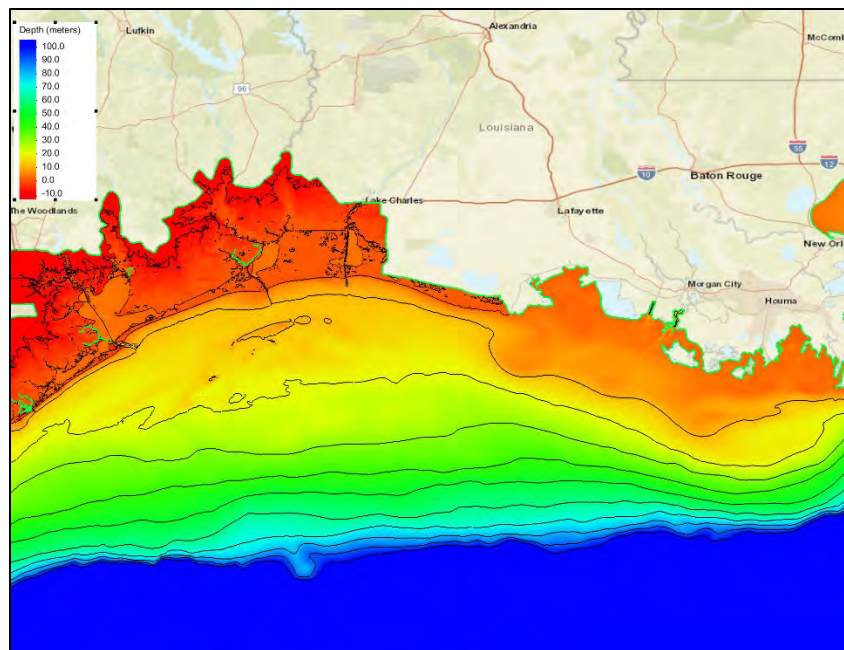 Depth (meters)
100.0
90.0
80.0
70.0
60.0
50.0
40.0
30.0
20.0
10.0
0.0
-10.0
Lufkin
Alexandria
McComb
96
Louisiana
55
12
10
Baton Rouge
Lake Charles
The Woodlands
Lafayette
New Orl
Morgan City
Houma